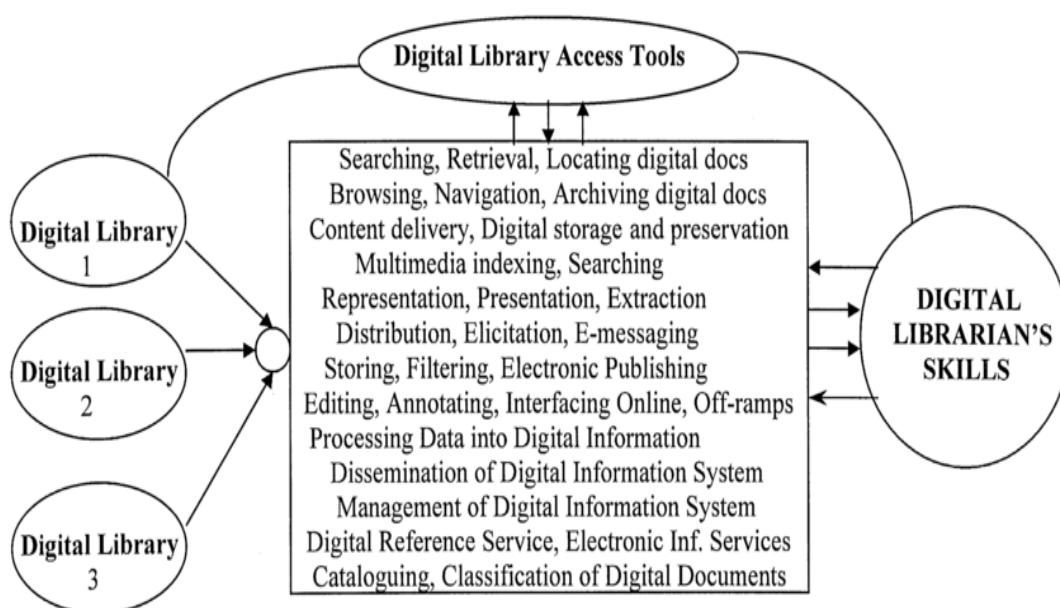 Digital Library Access Tools
Searching, Retrieval, Locating digital docs
Browsing, Navigation, Archiving digital docs
Content delivery, Digital storage and preservation
Multimedia indexing, Searching
Representation, Presentation, Extraction
Distribution, Elicitation, E-messaging
Storing, Filtering, Electronic Publishing
Editing, Annotating, Interfacing Online, Off-ramps
Processing Data into Digital Information
Dissemination of Digital Information System
Management of Digital Information System
Digital Reference Service, Electronic Inf. Services
Cataloguing, Classification of Digital Documents
Digital Library
1
Digital Library
2
Digital Library
3
DIGITAL
LIBRARIAN'S
SKILLS